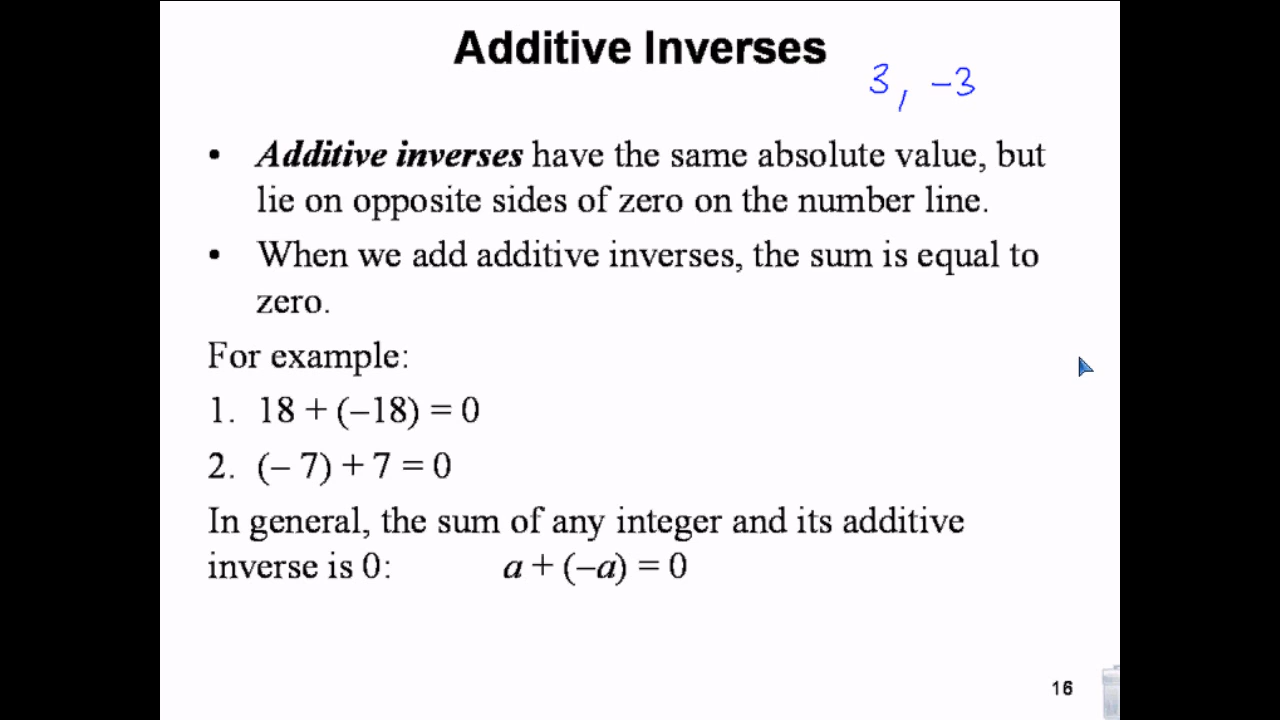 Additive Inverses
3, -3
• Additive inverses have the same absolute value, but
lie on opposite sides of zero on the number line.
• When we add additive inverses, the sum is equal to
zero.
For example:
1. 18 + (–18) = 0
2. (– 7) + 7 = 0
In general, the sum of any integer and its additive
inverse is 0: a + (–a) = 0
16